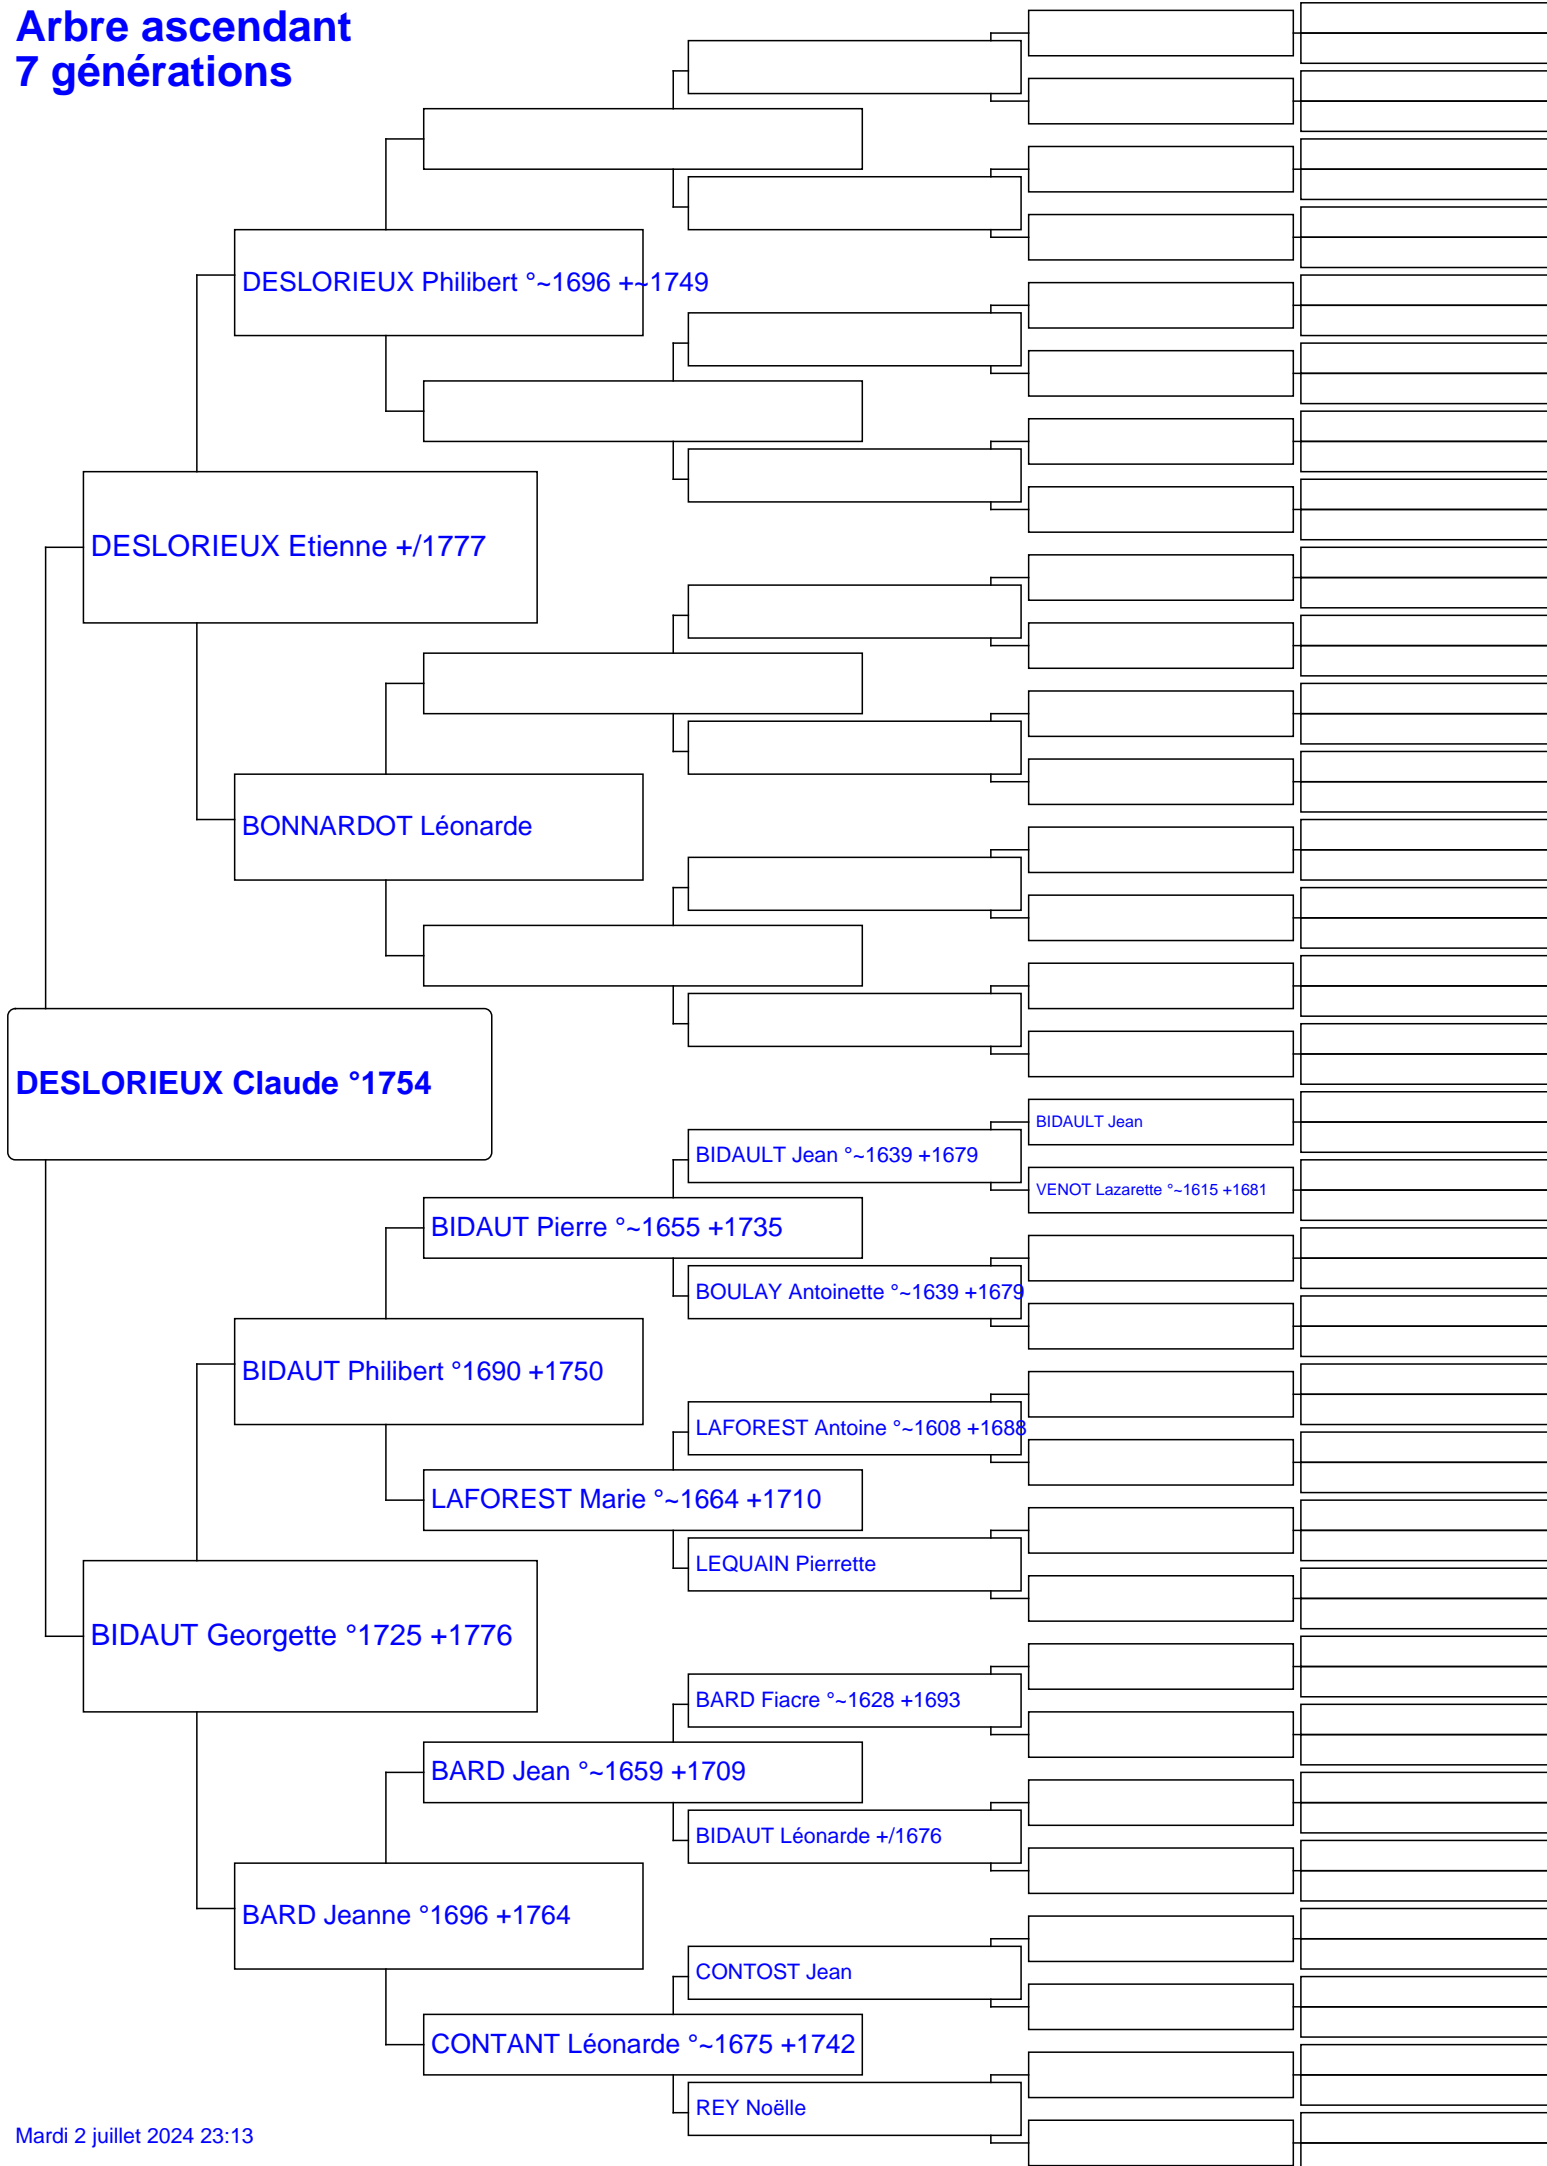 Arbre ascendant
7 générations
DESLORIEUX Philibert °~1696 +~1749
DESLORIEUX Etienne +/1777
BONNARDOT Léonarde
DESLORIEUX Claude °1754
BIDAULT Jean
BIDAULT Jean °~1639 +1679
VENOT Lazarette °~1615 +1681
BIDAUT Pierre °~1655 +1735
BOULAY Antoinette °~1639 +1679
BIDAUT Philibert °1690 +1750
LAFOREST Antoine °~1608 +1688
LAFOREST Marie °~1664 +1710
LEQUAIN Pierrette
BIDAUT Georgette °1725 +1776
BARD Fiacre °~1628 +1693
BARD Jean °~1659 +1709
BIDAUT Léonarde +/1676
BARD Jeanne °1696 +1764
CONTOST Jean
CONTANT Léonarde °~1675 +1742
REY Noëlle
Mardi 2 juillet 2024 23:13